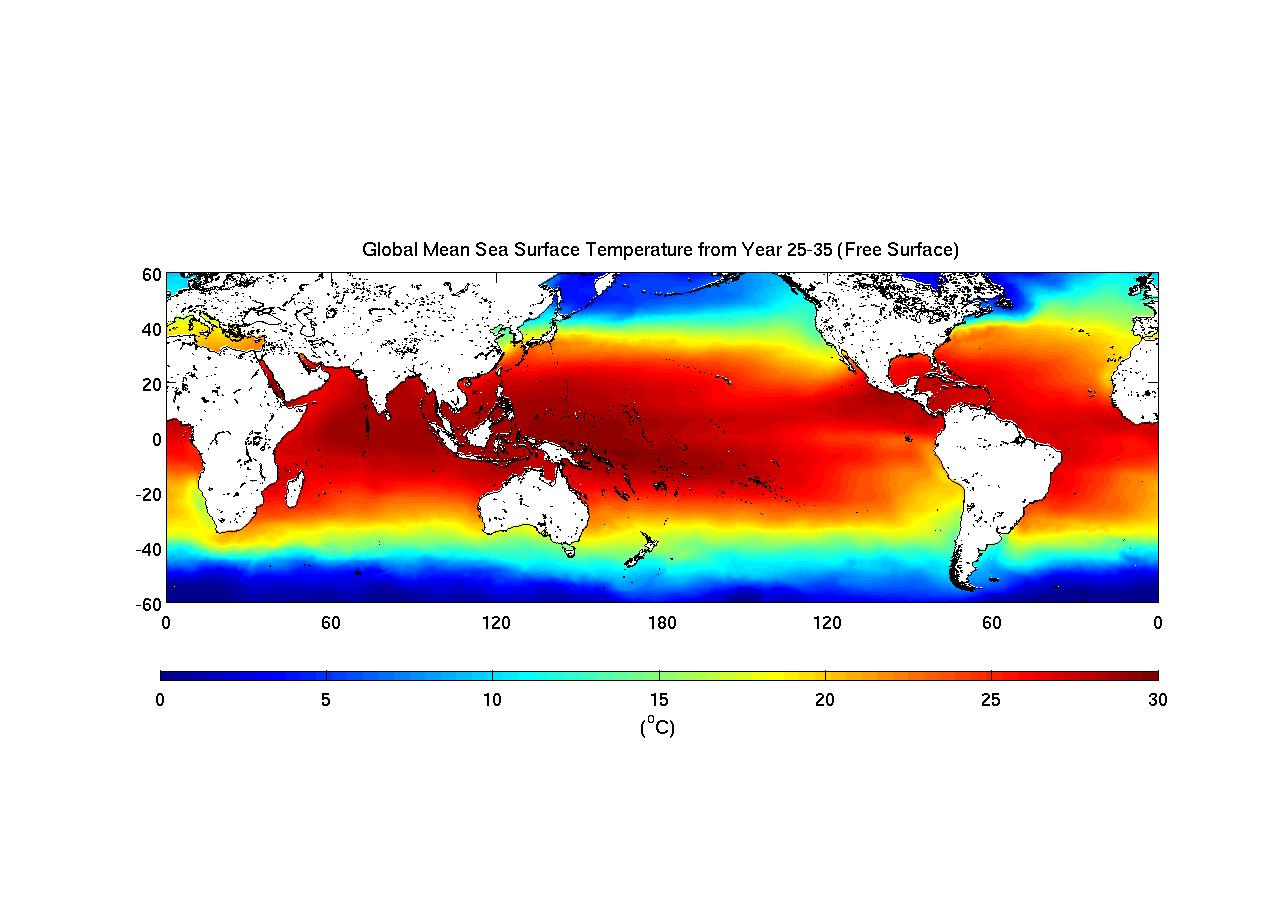 Global Mean Sea Surface Temperature from Year 25-35 (Free Surface)
60
40
20
0
-20
-40
-60
0 60 120 180 120 60 0
0 5 10 15 20 25 30
(°C)